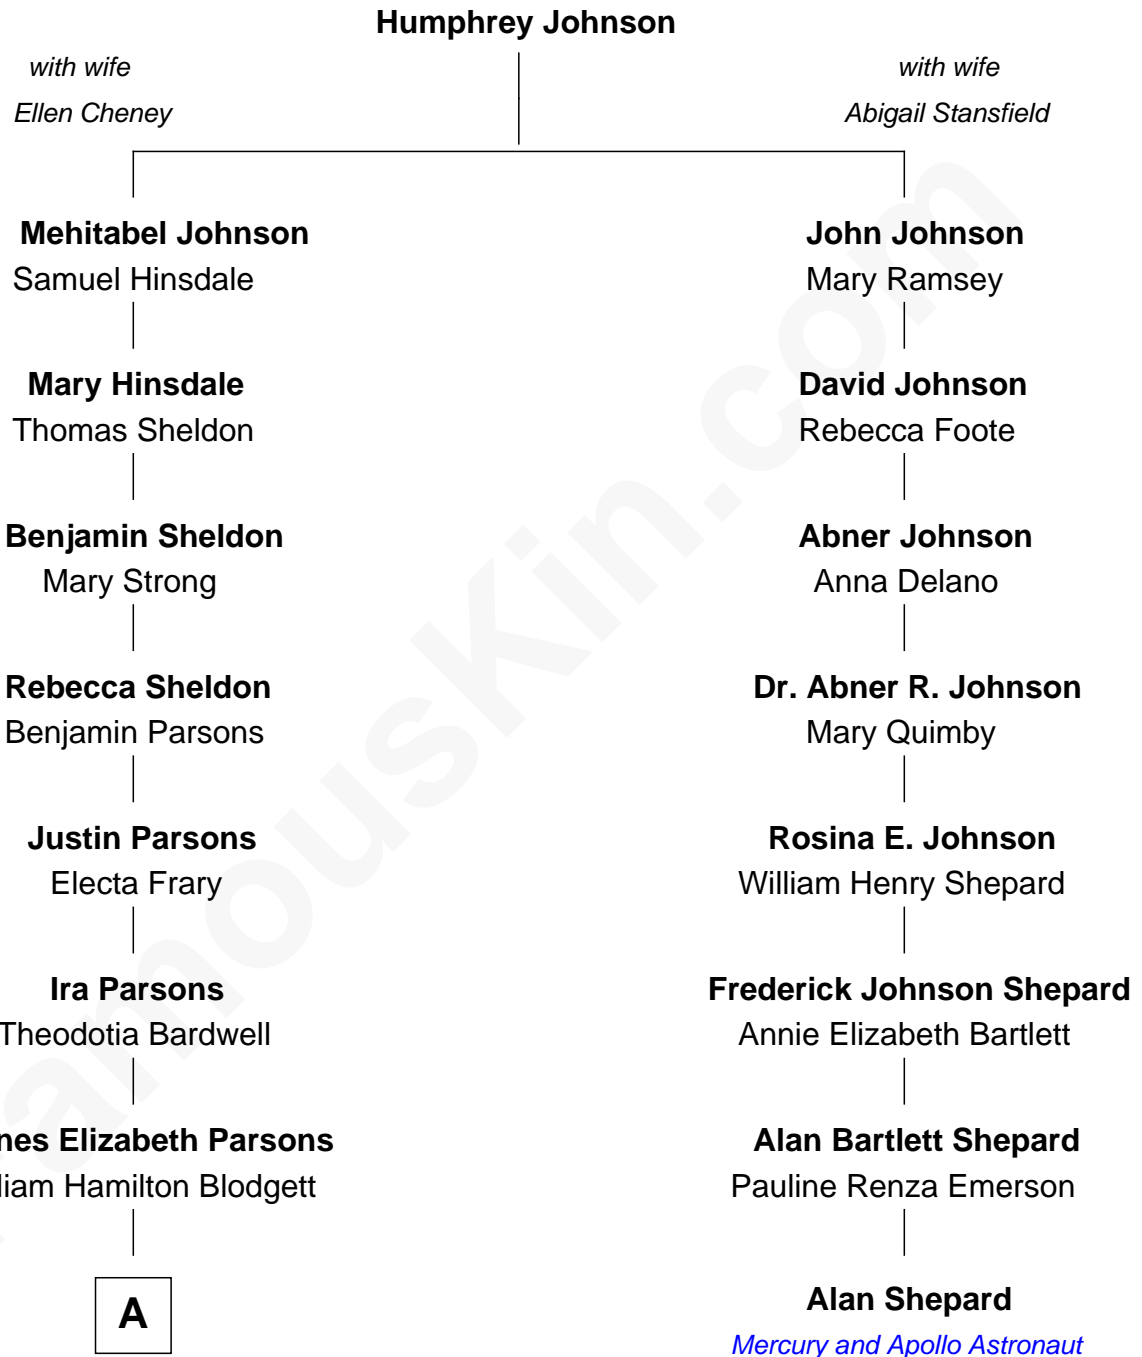 Humphrey Johnson
with wife
Ellen Cheney
with wife
Abigail Stansfield
Mehitabel Johnson
Samuel Hinsdale
John Johnson
Mary Ramsey
Mary Hinsdale
Thomas Sheldon
David Johnson
Rebecca Foote
Benjamin Sheldon
Mary Strong
Abner Johnson
Anna Delano
Rebecca Sheldon
Benjamin Parsons
Dr. Abner R. Johnson
Mary Quimby
Justin Parsons
Electa Frary
Rosina E. Johnson
William Henry Shepard
Ira Parsons
Theodotia Bardwell
Frederick Johnson Shepard
Annie Elizabeth Bartlett
Elizabeth Parsons
Hamilton Blodgett
Alan Bartlett Shepard
Pauline Renza Emerson
A
Alan Shepard
Mercury and Apollo Astronaut
FamousKin.com